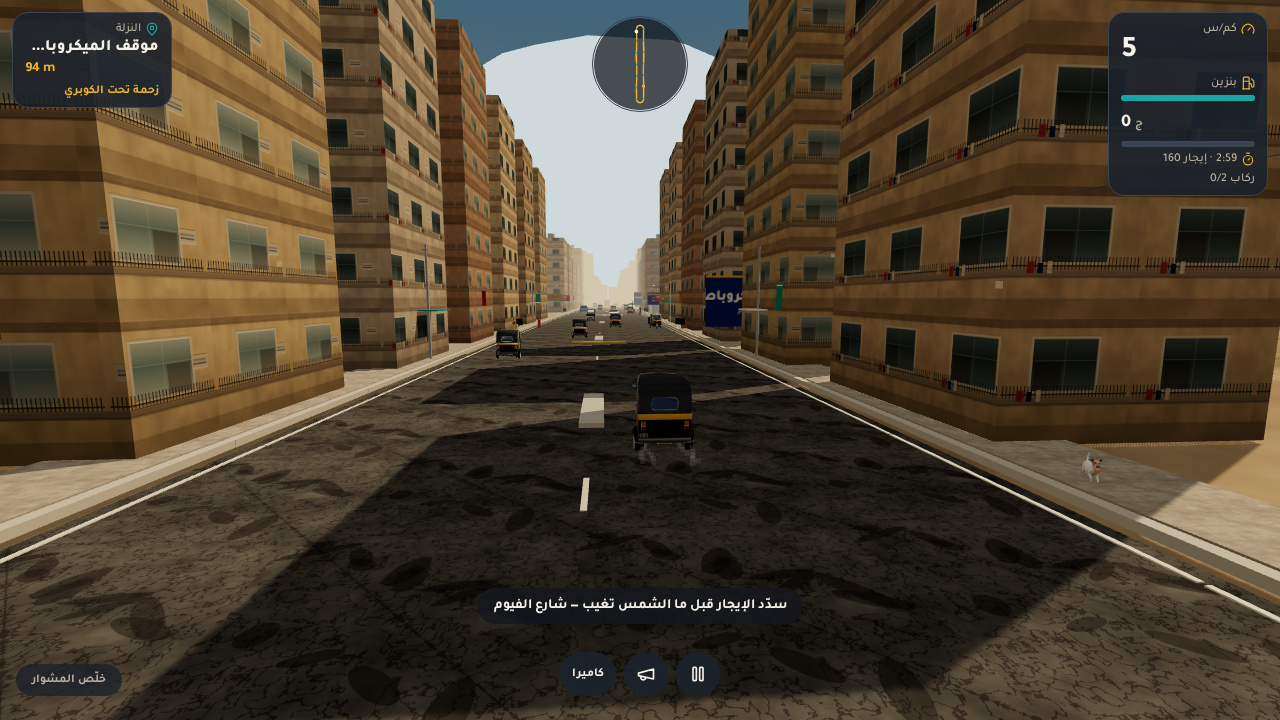 النزلة
موقف الميكروبا...
94 m
زحمة تحت الكوبري
كم/س
5
بنزين
0 ج
2:59 · إيجار 160
ركاب 0/2
سدّد الإيجار قبل ما الشمس تغيب – شارع الفيوم
كاميرا
خلّص المشوار